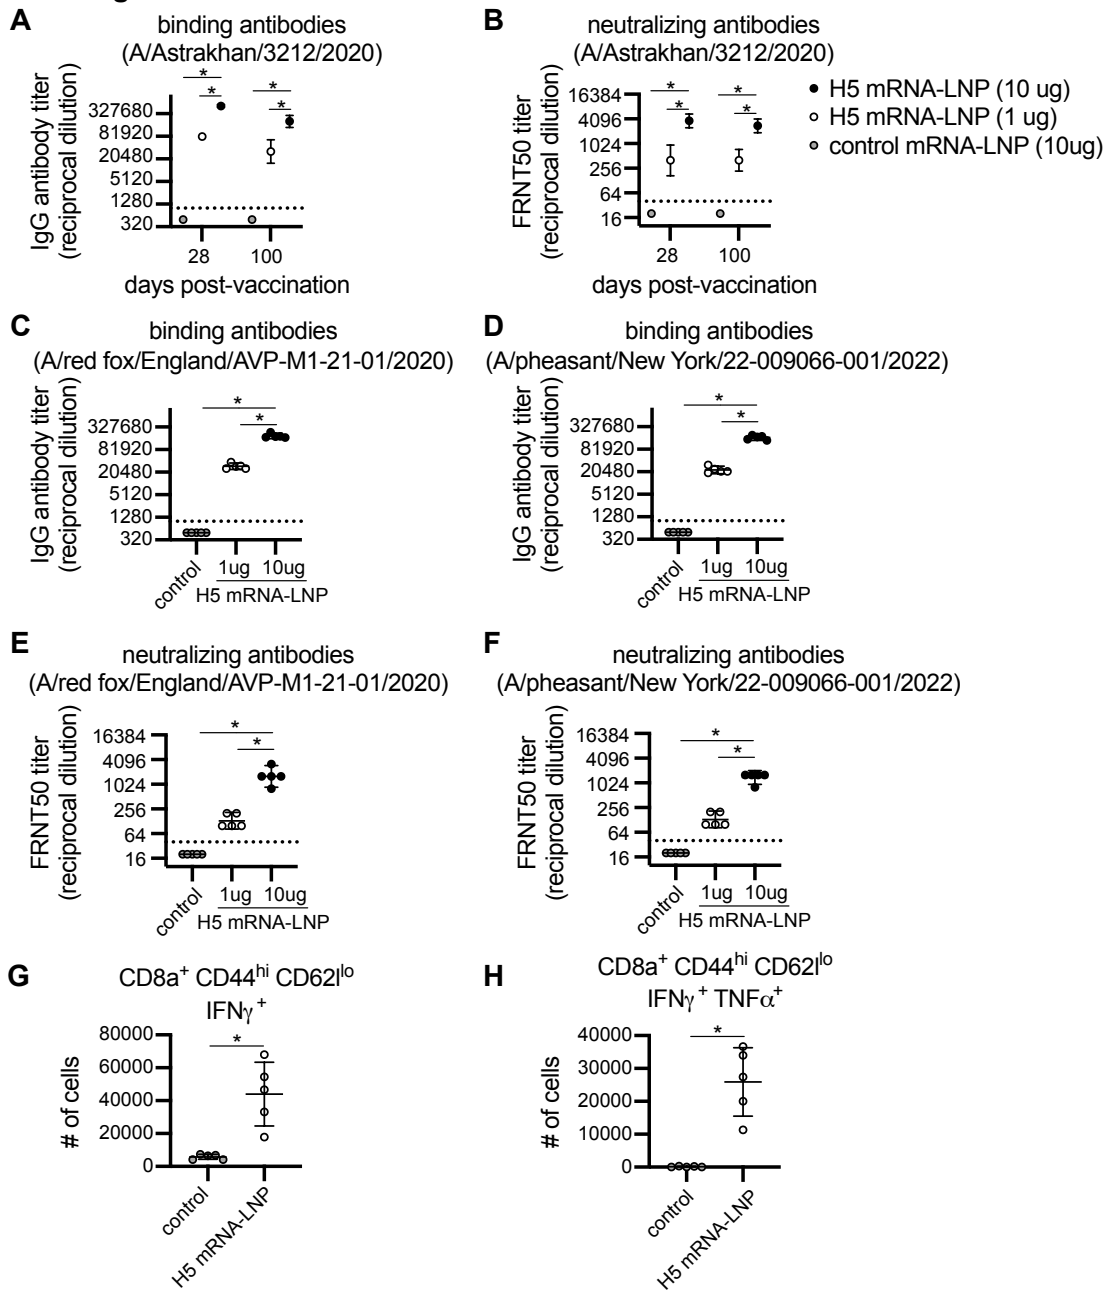 A
binding antibodies
(A/Astrakhan/3212/2020)
IgG antibody titer
(reciprocal dilution)
327680
81920
20480
5120
1280
320
* * * *
28 100
days post-vaccination
B
neutralizing antibodies
(A/Astrakhan/3212/2020)
FRNT50 titer
(reciprocal dilution)
16384
4096
1024
256
64
16
* * * *
28 100
days post-vaccination
H5 mRNA-LNP (10 ug)
H5 mRNA-LNP (1 ug)
control mRNA-LNP (10ug)
C
binding antibodies
(A/red fox/England/AVP-M1-21-01/2020)
IgG antibody titer
(reciprocal dilution)
327680
81920
20480
5120
1280
320
*
*
control 1ug 10ug
H5 mRNA-LNP
D
binding antibodies
(A/pheasant/New York/22-009066-001/2022)
IgG antibody titer
(reciprocal dilution)
327680
81920
20480
5120
1280
320
*
*
control 1ug 10ug
H5 mRNA-LNP
E
neutralizing antibodies
(A/red fox/England/AVP-M1-21-01/2020)
FRNT50 titer
(reciprocal dilution)
16384
4096
1024
256
64
16
*
*
control 1ug 10ug
H5 mRNA-LNP
F
neutralizing antibodies
(A/pheasant/New York/22-009066-001/2022)
FRNT50 titer
(reciprocal dilution)
16384
4096
1024
256
64
16
*
*
control 1ug 10ug
H5 mRNA-LNP
G
CD8a⁺ CD44ʰⁱ CD62lˡᵒ
IFNγ ⁺
# of cells
80000
60000
40000
20000
0
*
control
H5 mRNA-LNP
H
CD8a⁺ CD44ʰⁱ CD62lˡᵒ
IFNγ⁺ TNFα⁺
# of cells
40000
30000
20000
10000
0
*
control
H5 mRNA-LNP